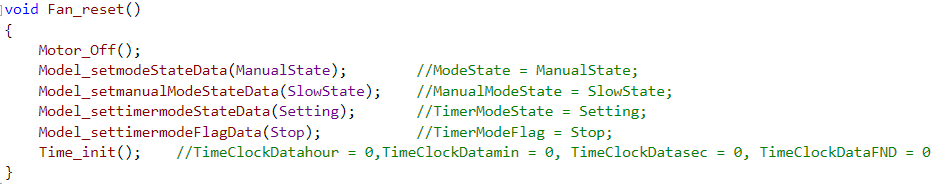 void Fan_reset()
{
Motor_Off();
Model_setmodeStateData(ManualState); //ModeState = ManualState;
Model_setmanualModeStateData(SlowState); //ManualModeState = SlowState;
Model_settimermodeStateData(Setting); //TimerModeState = Setting;
Model_settimermodeFlagData(Stop); //TimerModeFlag = Stop;
Time_init(); //TimeClockDatahour = 0,TimeClockDatamin = 0, TimeClockDatasec = 0, TimeClockDataFND = 0
}